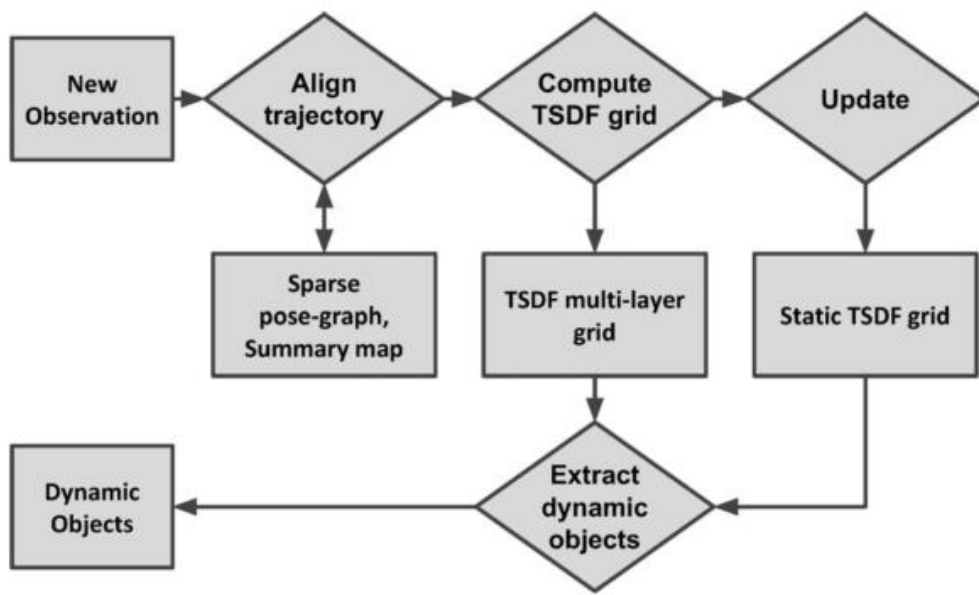 New
Observation
Align
trajectory
Compute
TSDF grid
Update
Sparse
pose-graph,
Summary map
TSDF multi-layer
grid
Static TSDF grid
Dynamic
Objects
Extract
dynamic
objects